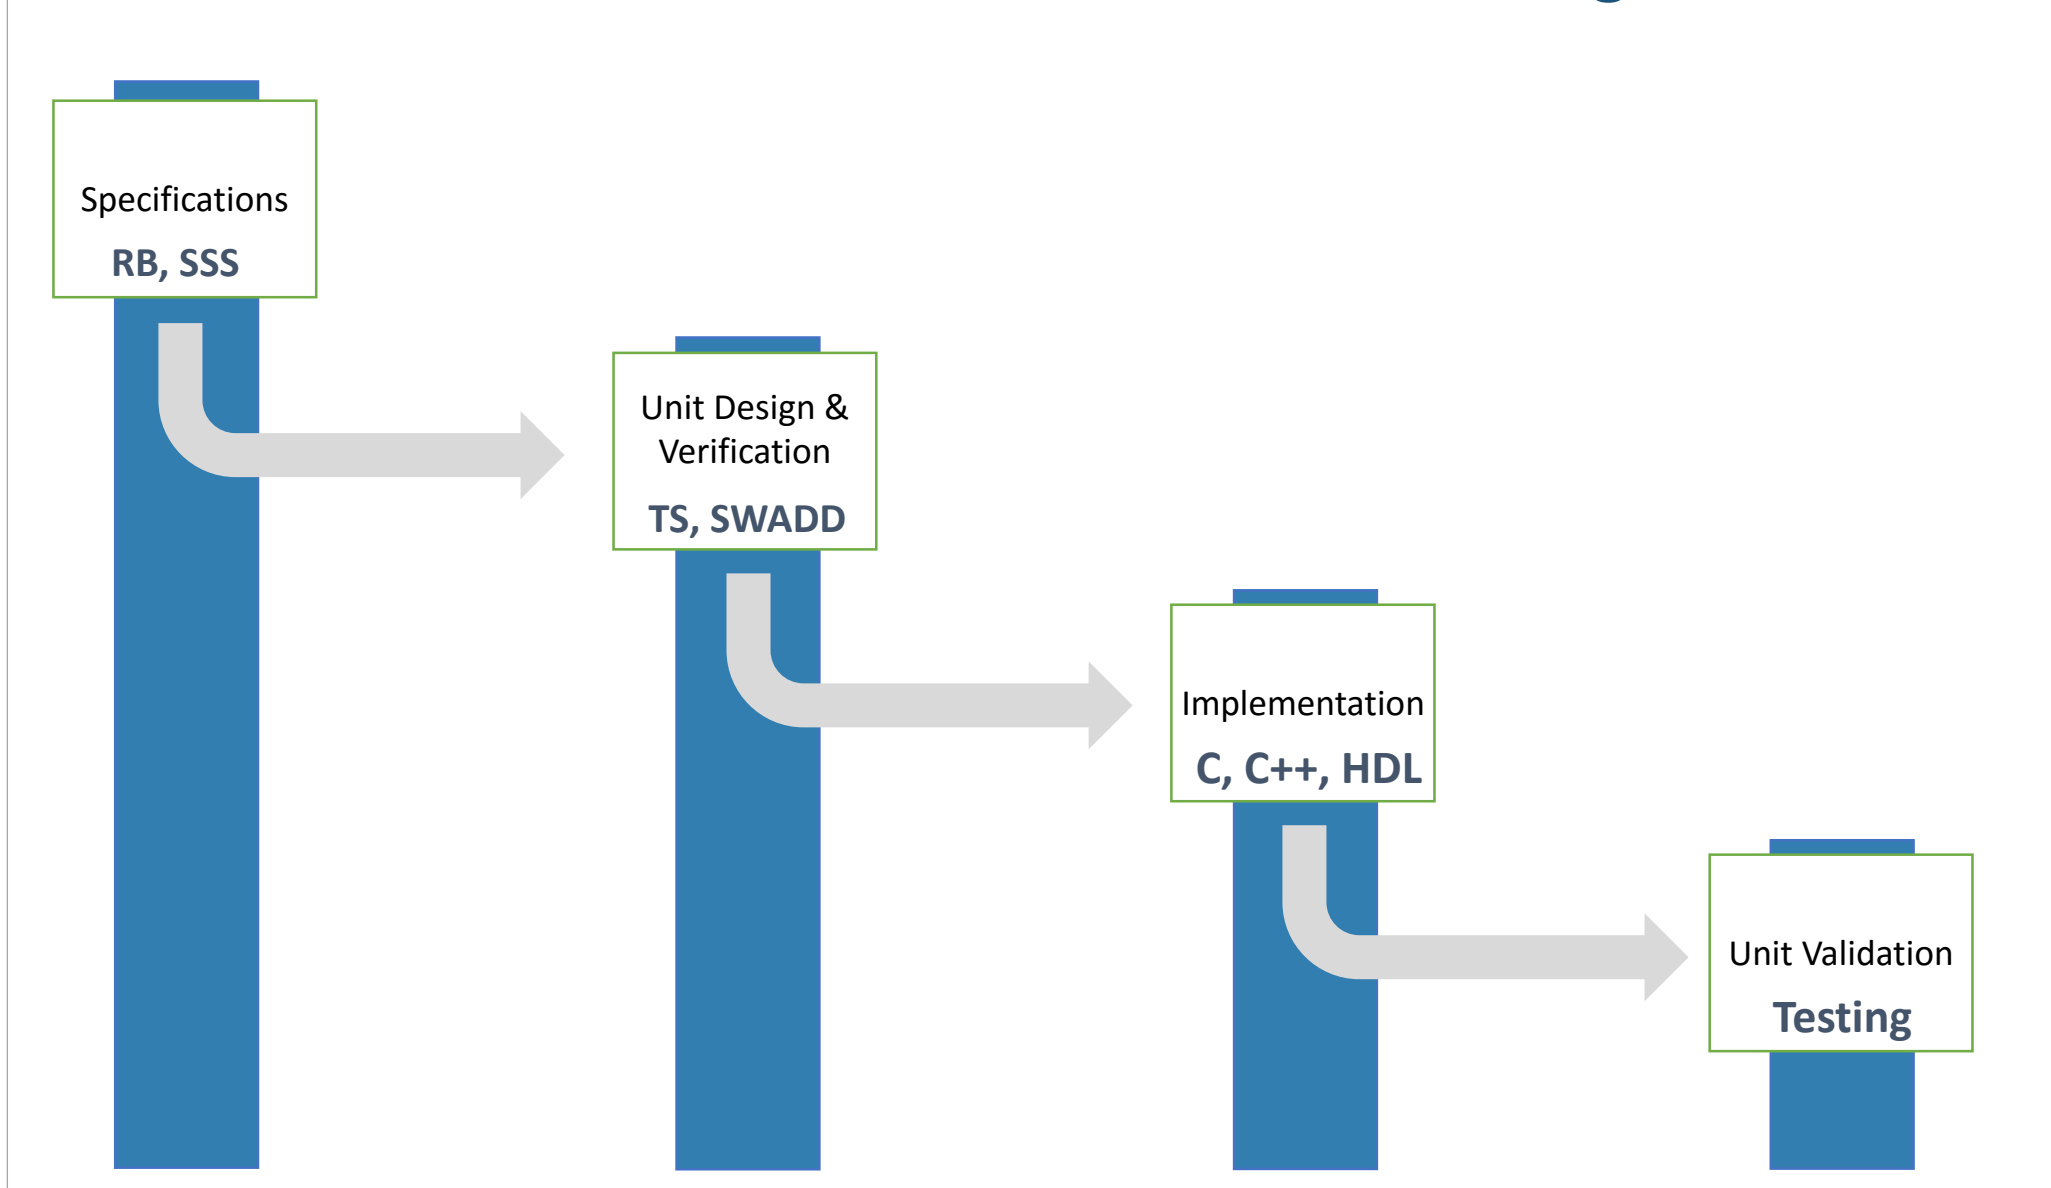 Specifications
RB, SSS
Unit Design &
Verification
TS, SWADD
Implementation
C, C++, HDL
Unit Validation
Testing